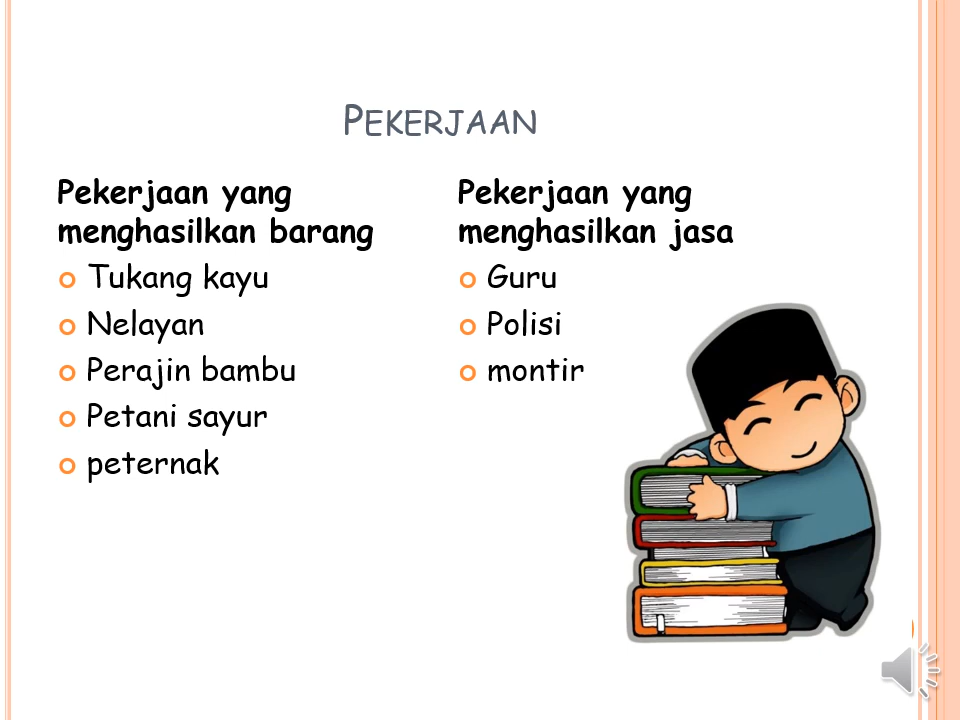 PEKERJAAN
Pekerjaan yang
menghasilkan barang
Tukang kayu
Nelayan
Perajin bambu
Petani sayur
peternak
Pekerjaan yang
menghasilkan jasa
Guru
Polisi
montir